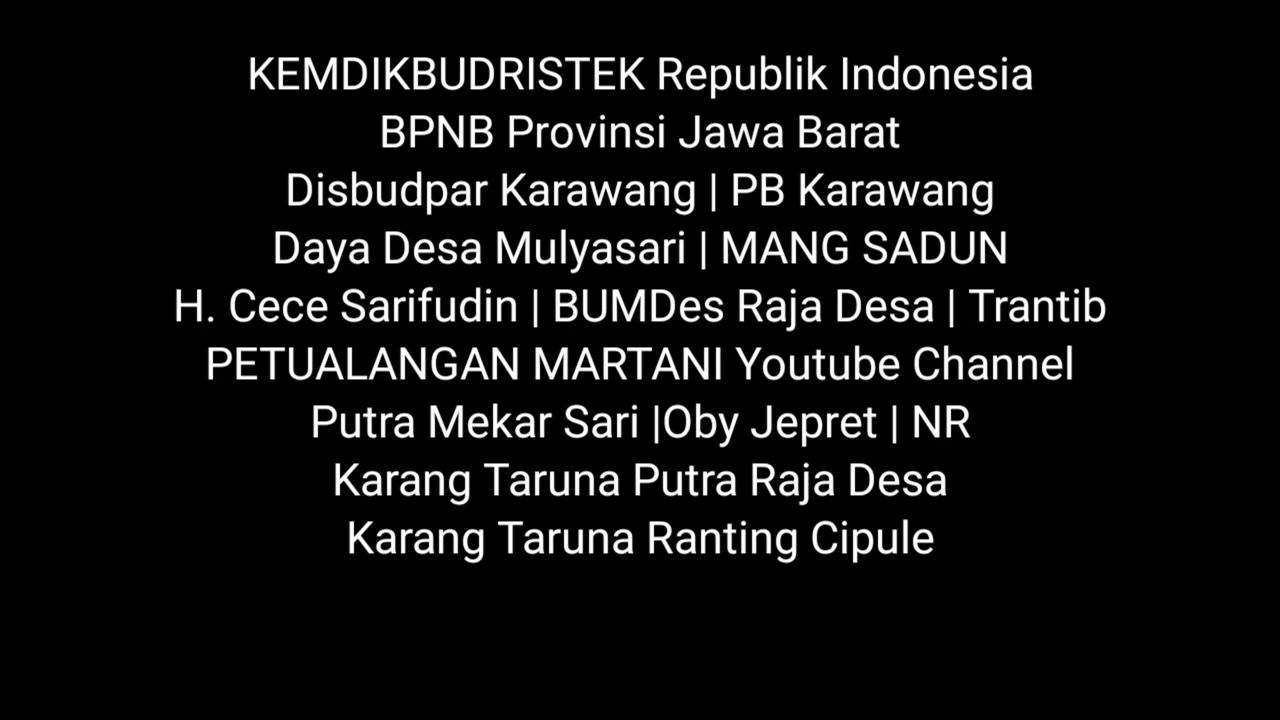 KEMDIKBUDRISTEK Republik Indonesia
BPNB Provinsi Jawa Barat
Disbudpar Karawang | PB Karawang
Daya Desa Mulyasari | MANG SADUN
H. Cece Sarifudin | BUMDes Raja Desa | Trantib
PETUALANGAN MARTANI Youtube Channel
Putra Mekar Sari |Oby Jepret | NR
Karang Taruna Putra Raja Desa
Karang Taruna Ranting Cipule